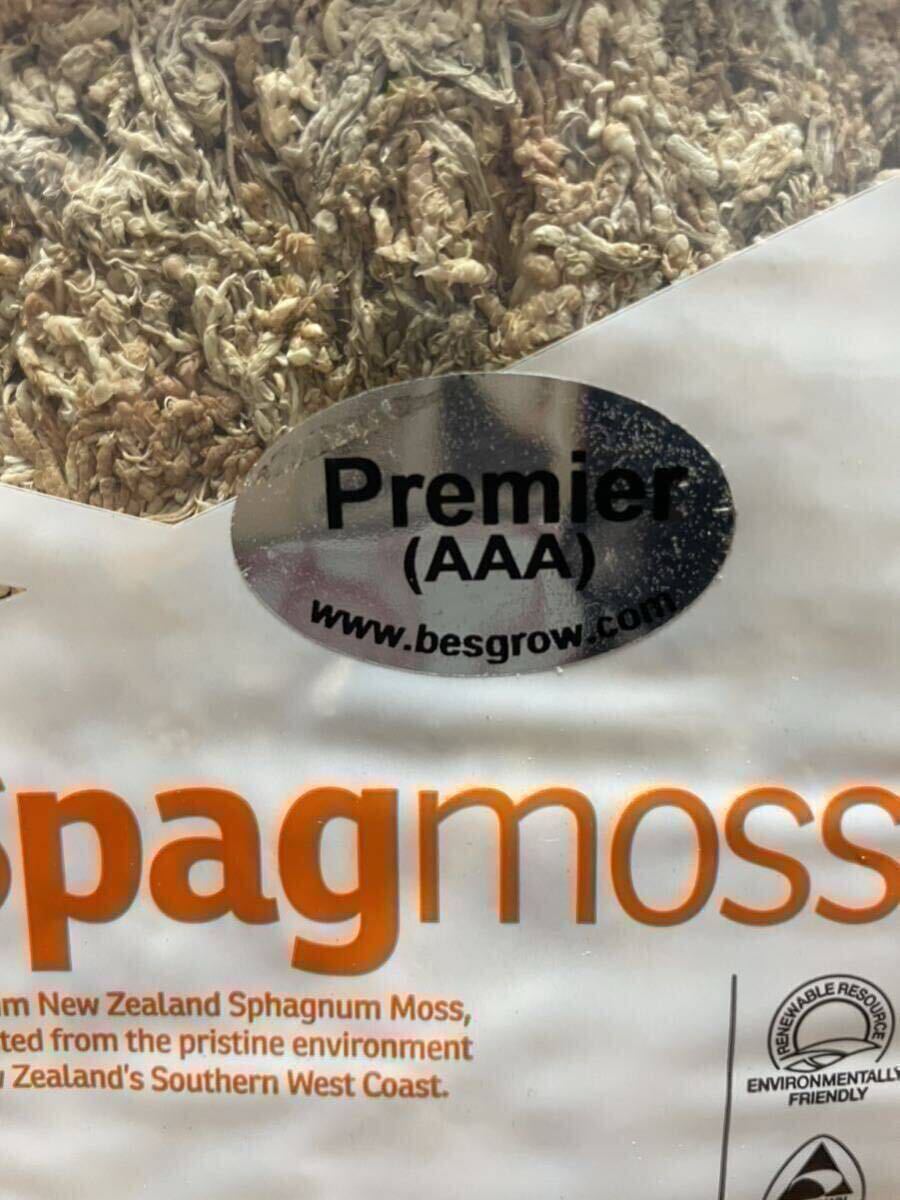 Premier
(AAA)
www.besgrow.com
Spagmoss
New Zealand Sphagnum Moss,
from the pristine environment
Zealand's Southern West Coast.
RENEWABLE RESOURCE
ENVIRONMENTALLY
FRIENDLY